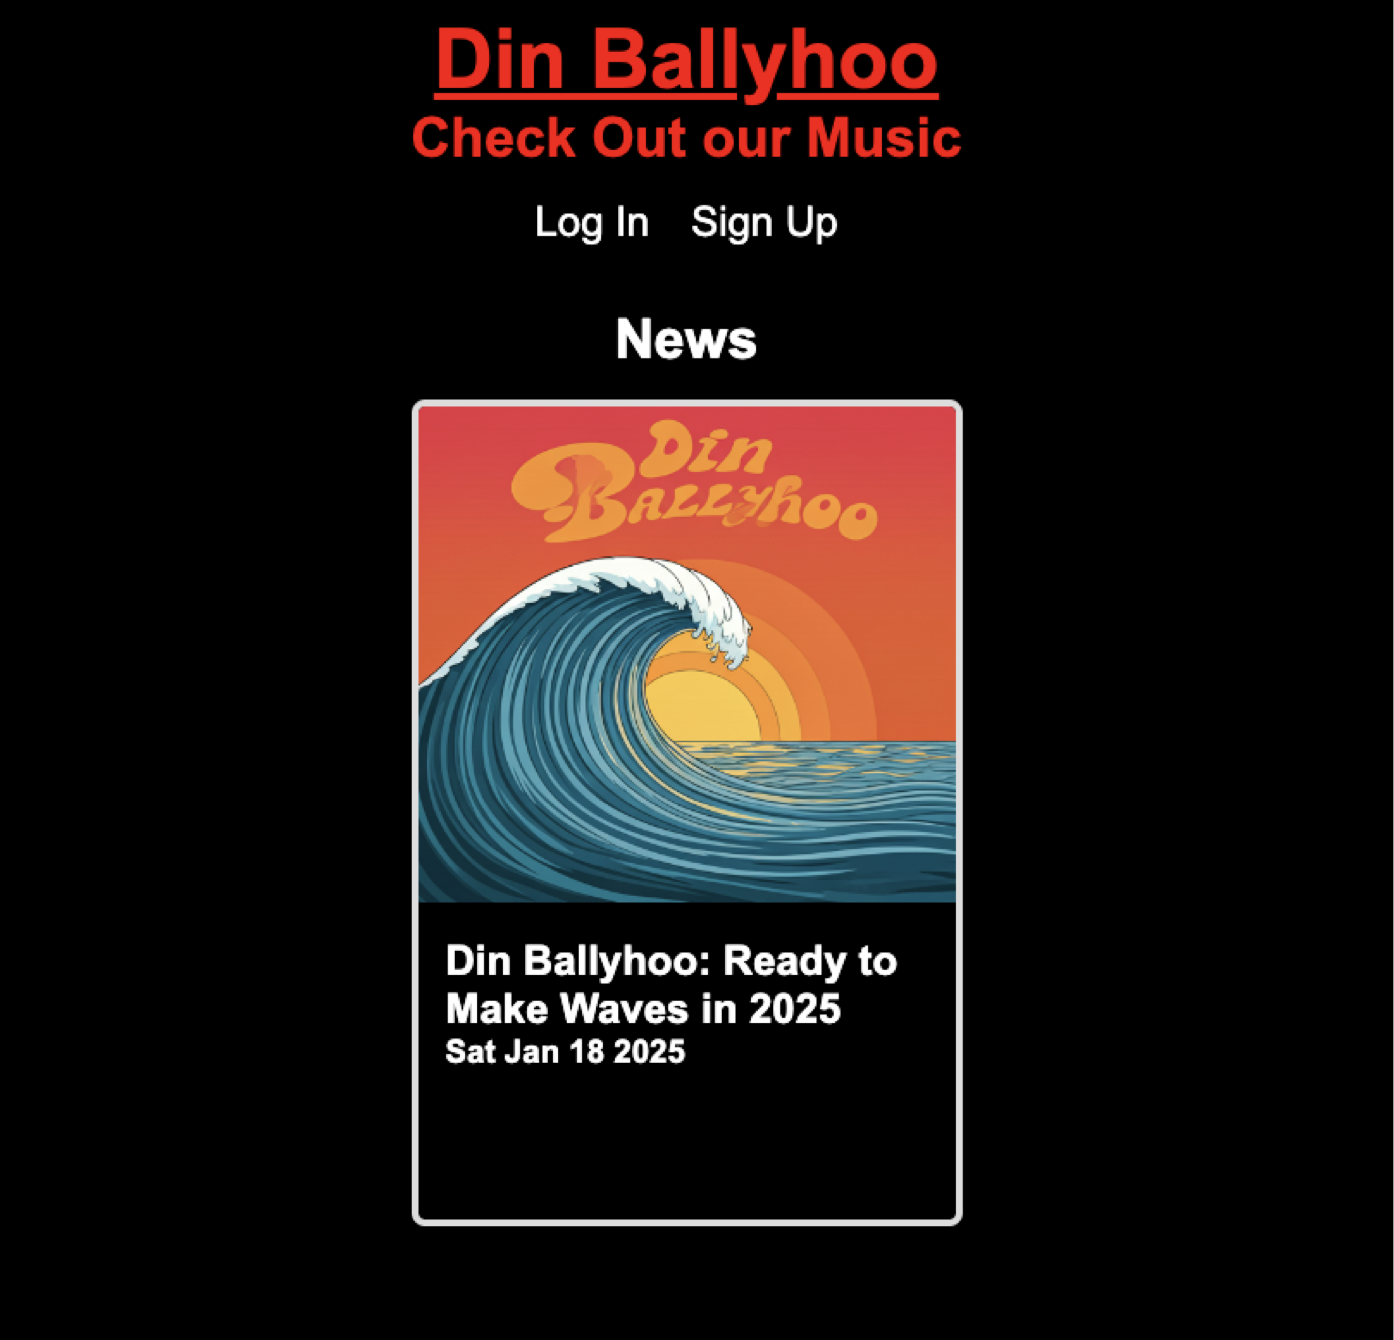 Din Ballyhoo
Check Out our Music
Log In Sign Up
News
Din
Ballyhoo
Din Ballyhoo: Ready to
Make Waves in 2025
Sat Jan 18 2025